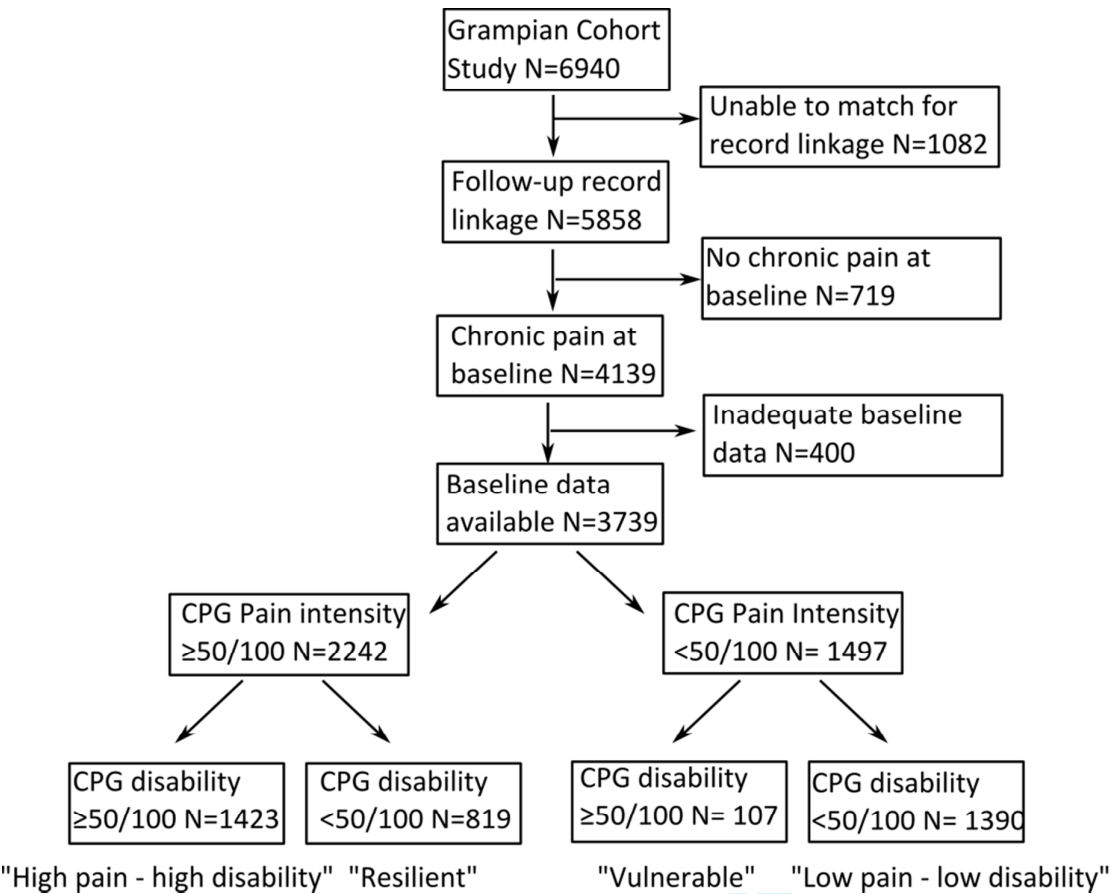 Grampian Cohort
Study N=6940
Unable to match for
record linkage N=1082
Follow-up record
linkage N=5858
No chronic pain at
baseline N=719
Chronic pain at
baseline N=4139
Inadequate baseline
data N=400
Baseline data
available N=3739
CPG Pain intensity
≥50/100 N=2242
CPG Pain Intensity
<50/100 N= 1497
CPG disability
≥50/100 N=1423
CPG disability
<50/100 N=819
CPG disability
≥50/100 N= 107
CPG disability
<50/100 N= 1390
"High pain - high disability" "Resilient" "Vulnerable" "Low pain - low disability"